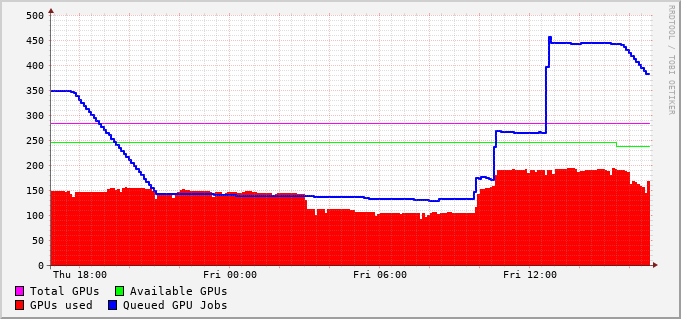 500
450
400
350
300
250
200
150
100
50
0
Thu 18:00 Fri 00:00 Fri 06:00 Fri 12:00
Total GPUs Available GPUs
GPUs used Queued GPU Jobs
RRDTOOL / TOBI OETIKER